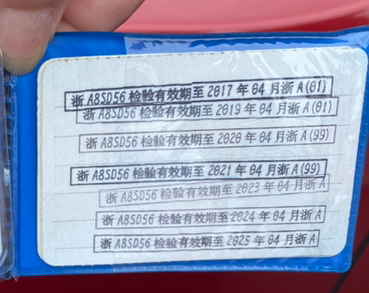 浙 A8SD56 检验有效期至 2017 年 04 月浙 A(01)
浙 A8SD56 检验有效期至 2019 年 04 月浙 A(01)
浙 A8SD56 检验有效期至 2020 年 04 月浙 A(99)
浙 A8SD56 检验有效期至 2021 年 04 月浙 A(99)
浙 A8SD56 检验有效期至 2023 年 04 月浙 A
浙 A8SD56 检验有效期至 2024 年 04 月浙 A
浙 A8SD56 检验有效期至 2025 年 04 月浙 A